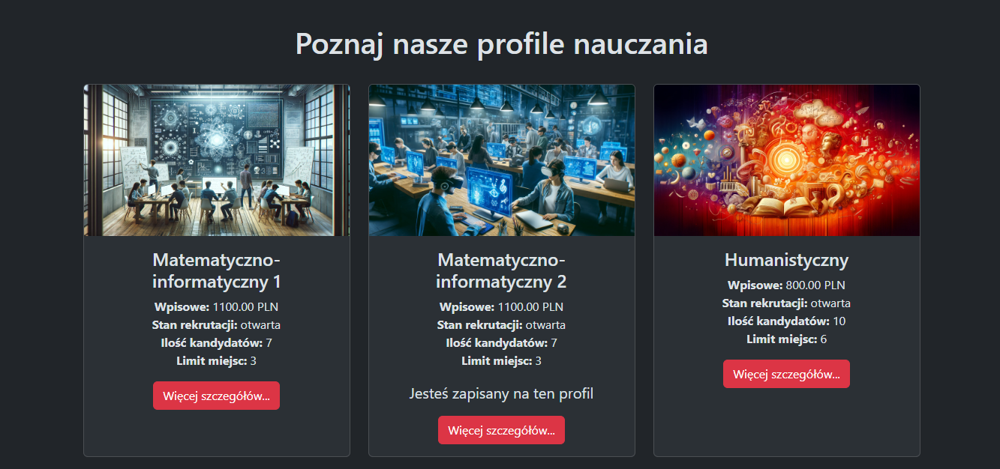 Poznaj nasze profile nauczania
Matematyczno-
informatyczny 1
Wpisowe: 1100.00 PLN
Stan rekrutacji: otwarta
Ilość kandydatów: 7
Limit miejsc: 3
Więcej szczegółów...
Matematyczno-
informatyczny 2
Wpisowe: 1100.00 PLN
Stan rekrutacji: otwarta
Ilość kandydatów: 7
Limit miejsc: 3
Jesteś zapisany na ten profil
Więcej szczegółów...
Humanistyczny
Wpisowe: 800.00 PLN
Stan rekrutacji: otwarta
Ilość kandydatów: 10
Limit miejsc: 6
Więcej szczegółów...